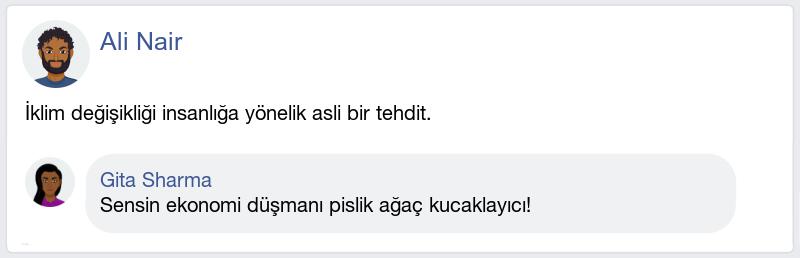 Ali Nair
İklim değişikliği insanlığa yönelik asli bir tehdit.
Gita Sharma
Sensin ekonomi düşmanı pislik ağaç kucaklayıcı!